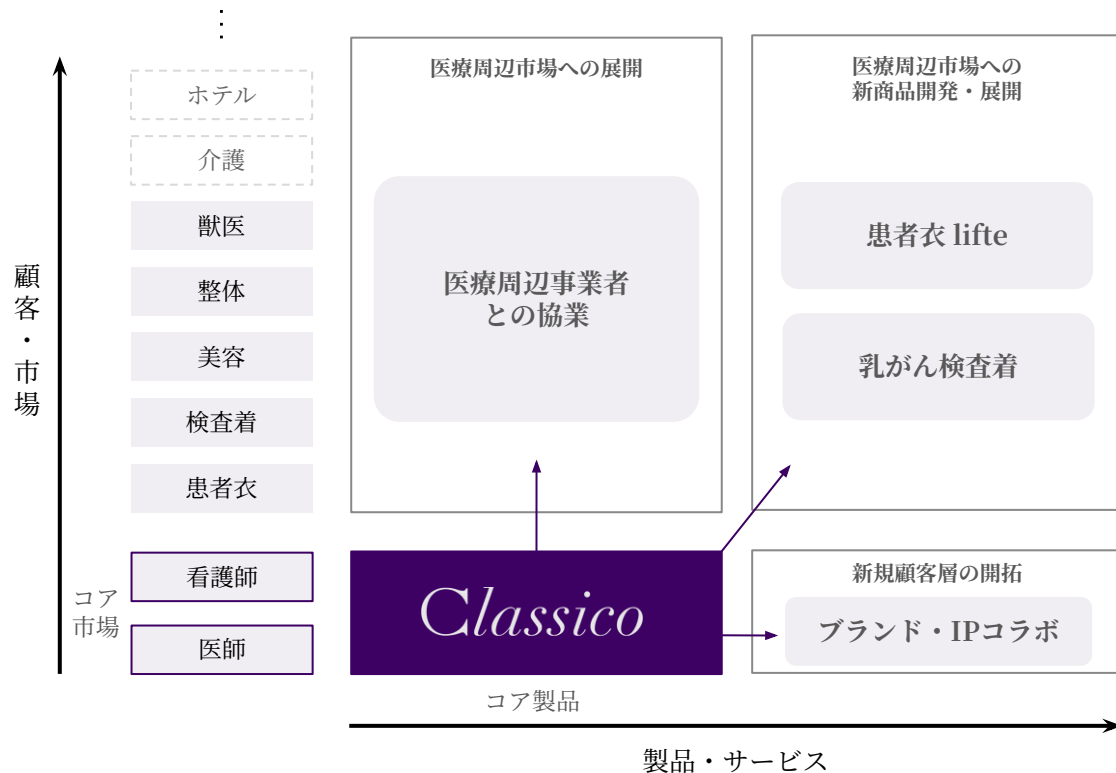 ⋮
ホテル
介護
獣医
整体
美容
検査着
患者衣
看護師
医師
顧客・市場
コア
市場
医療周辺市場への展開
医療周辺事業者
との協業
医療周辺市場への
新商品開発・展開
患者衣 lifte
乳がん検査着
Classico
コア製品
新規顧客層の開拓
ブランド・IPコラボ
製品・サービス